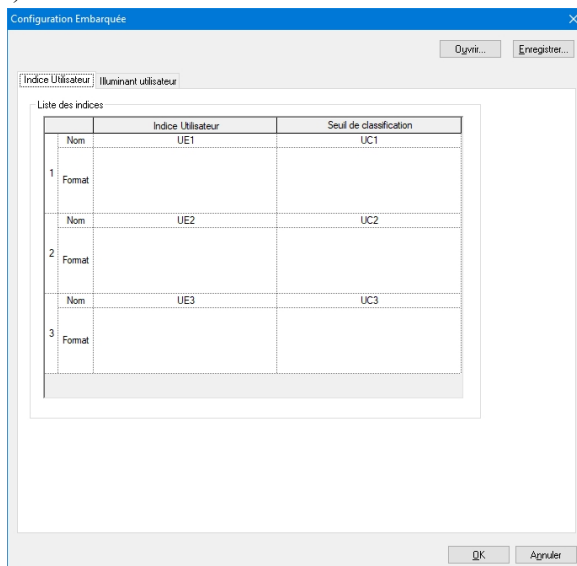 Configuration Embarquée
Ouvrir... Enregistrer...
Indice Utilisateur Illuminant utilisateur
Liste des indices
Indice Utilisateur Seuil de classification
Nom UE1 UC1
1
Format
Nom UE2 UC2
2
Format
Nom UE3 UC3
3
Format
OK Annuler